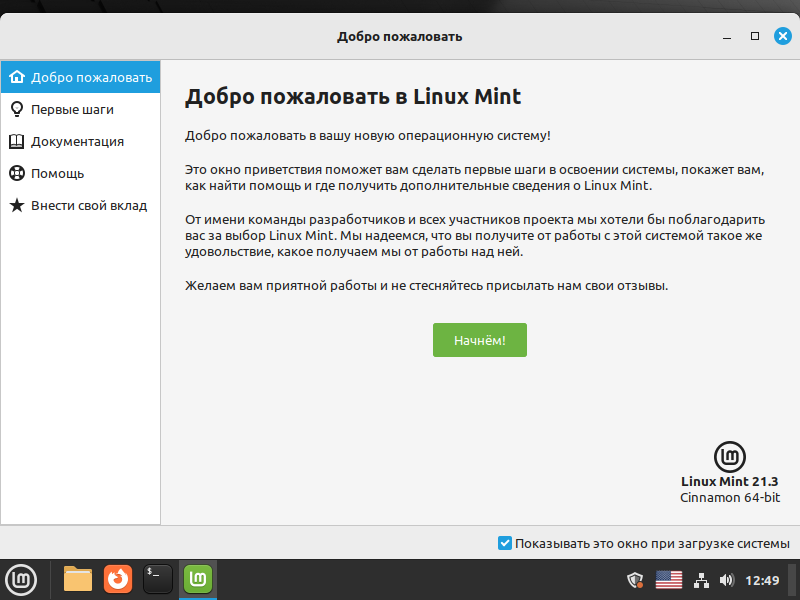 Добро пожаловать
Добро пожаловать
Первые шаги
Документация
Помощь
Внести свой вклад
Добро пожаловать в Linux Mint
Добро пожаловать в вашу новую операционную систему!
Это окно приветствия поможет вам сделать первые шаги в освоении системы, покажет вам,
как найти помощь и где получить дополнительные сведения о Linux Mint.
От имени команды разработчиков и всех участников проекта мы хотели бы поблагодарить
вас за выбор Linux Mint. Мы надеемся, что вы получите от работы с этой системой такое же
удовольствие, какое получаем мы от работы над ней.
Желаем вам приятной работы и не стесняйтесь присылать нам свои отзывы.
Начнём!
Linux Mint 21.3
Cinnamon 64-bit
Показывать это окно при загрузке системы
$_
12:49